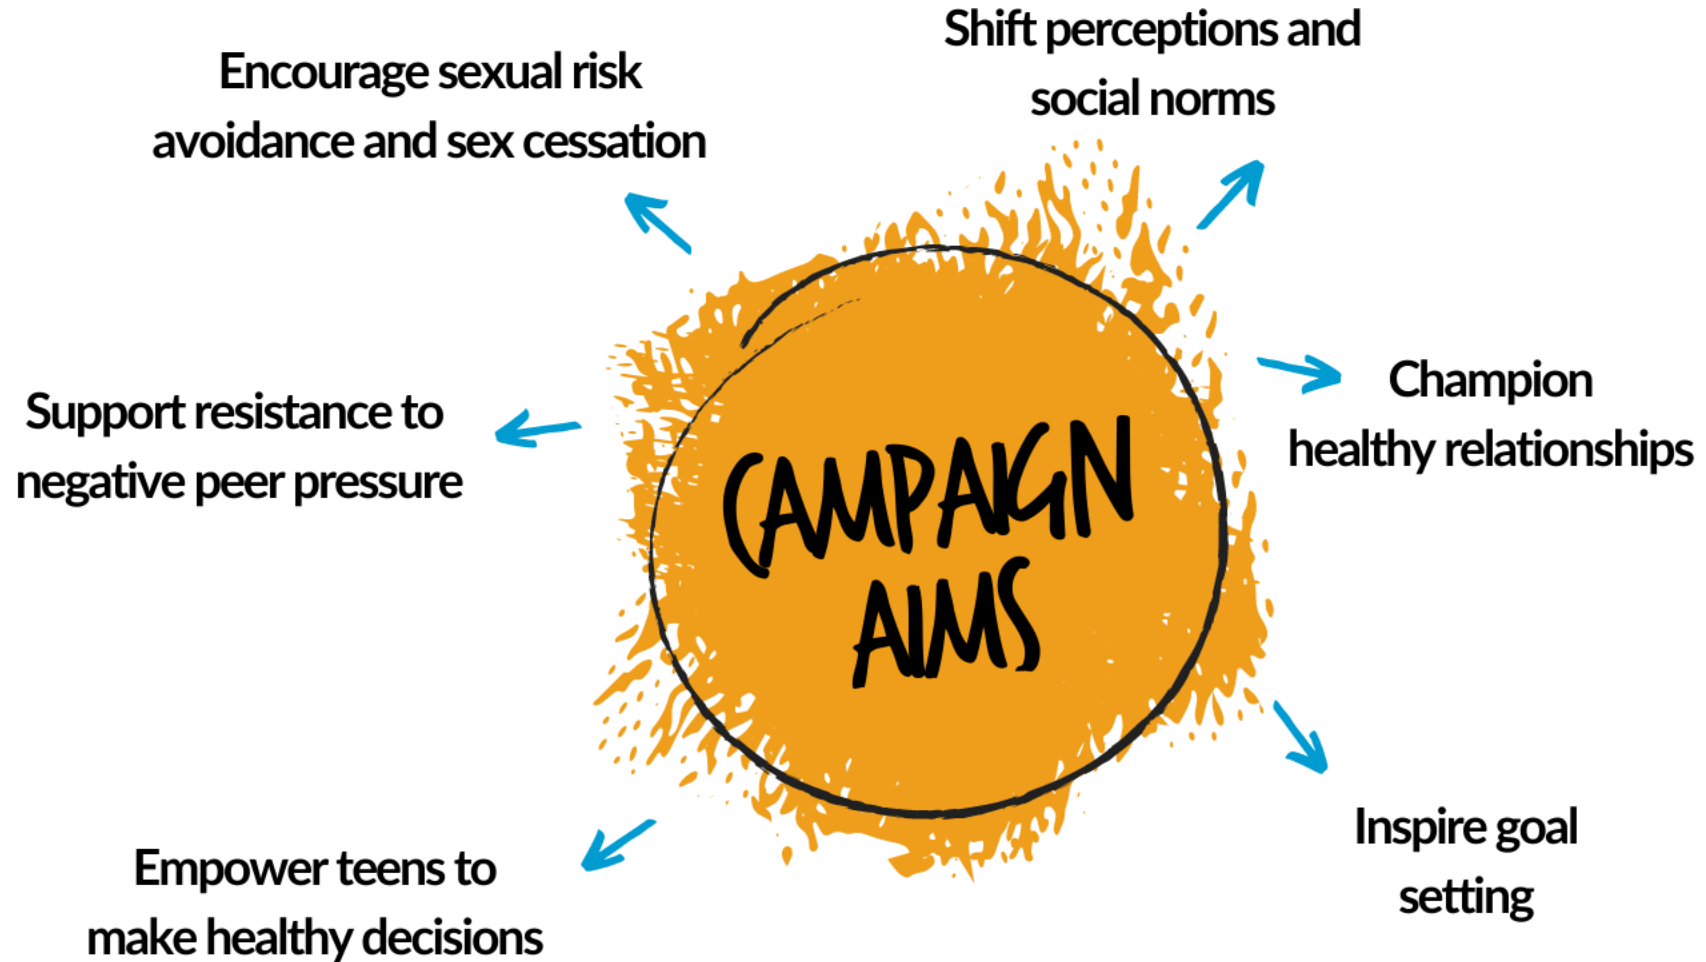 Shift perceptions and
social norms
Encourage sexual risk
avoidance and sex cessation
Champion
healthy relationships
Support resistance to
negative peer pressure
CAMPAIGN
AIMS
Inspire goal
setting
Empower teens to
make healthy decisions